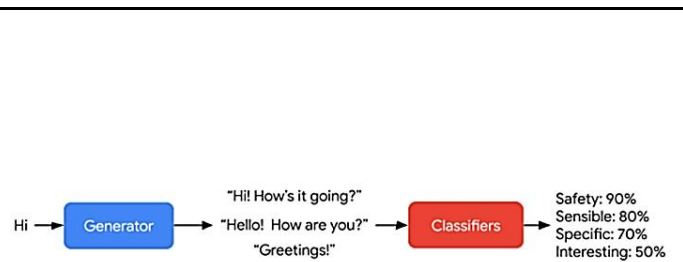 "Hi! How's it going?"
Hi
Generator
"Hello! How are you?"
"Greetings!"
Classifiers
Safety: 90%
Sensible: 80%
Specific: 70%
Interesting: 50%